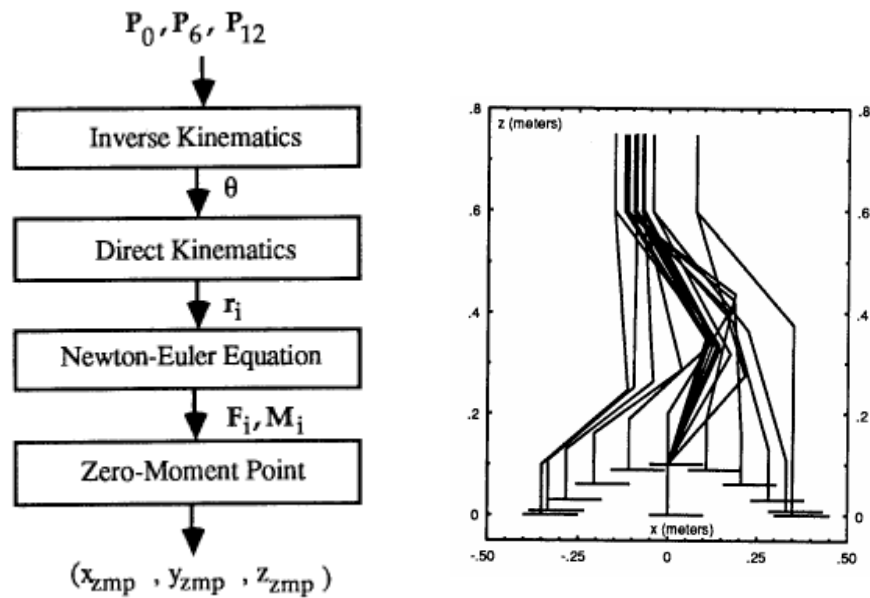 P0, P6, P12
Inverse Kinematics
θ
Direct Kinematics
ri
Newton-Euler Equation
Fi, Mi
Zero-Moment Point
(xzmp , yzmp , zzmp )
.8 .8
z (meters)
.6 .6
.4 .4
.2 .2
0 0
x (meters)
-.50 -.25 0 .25 .50